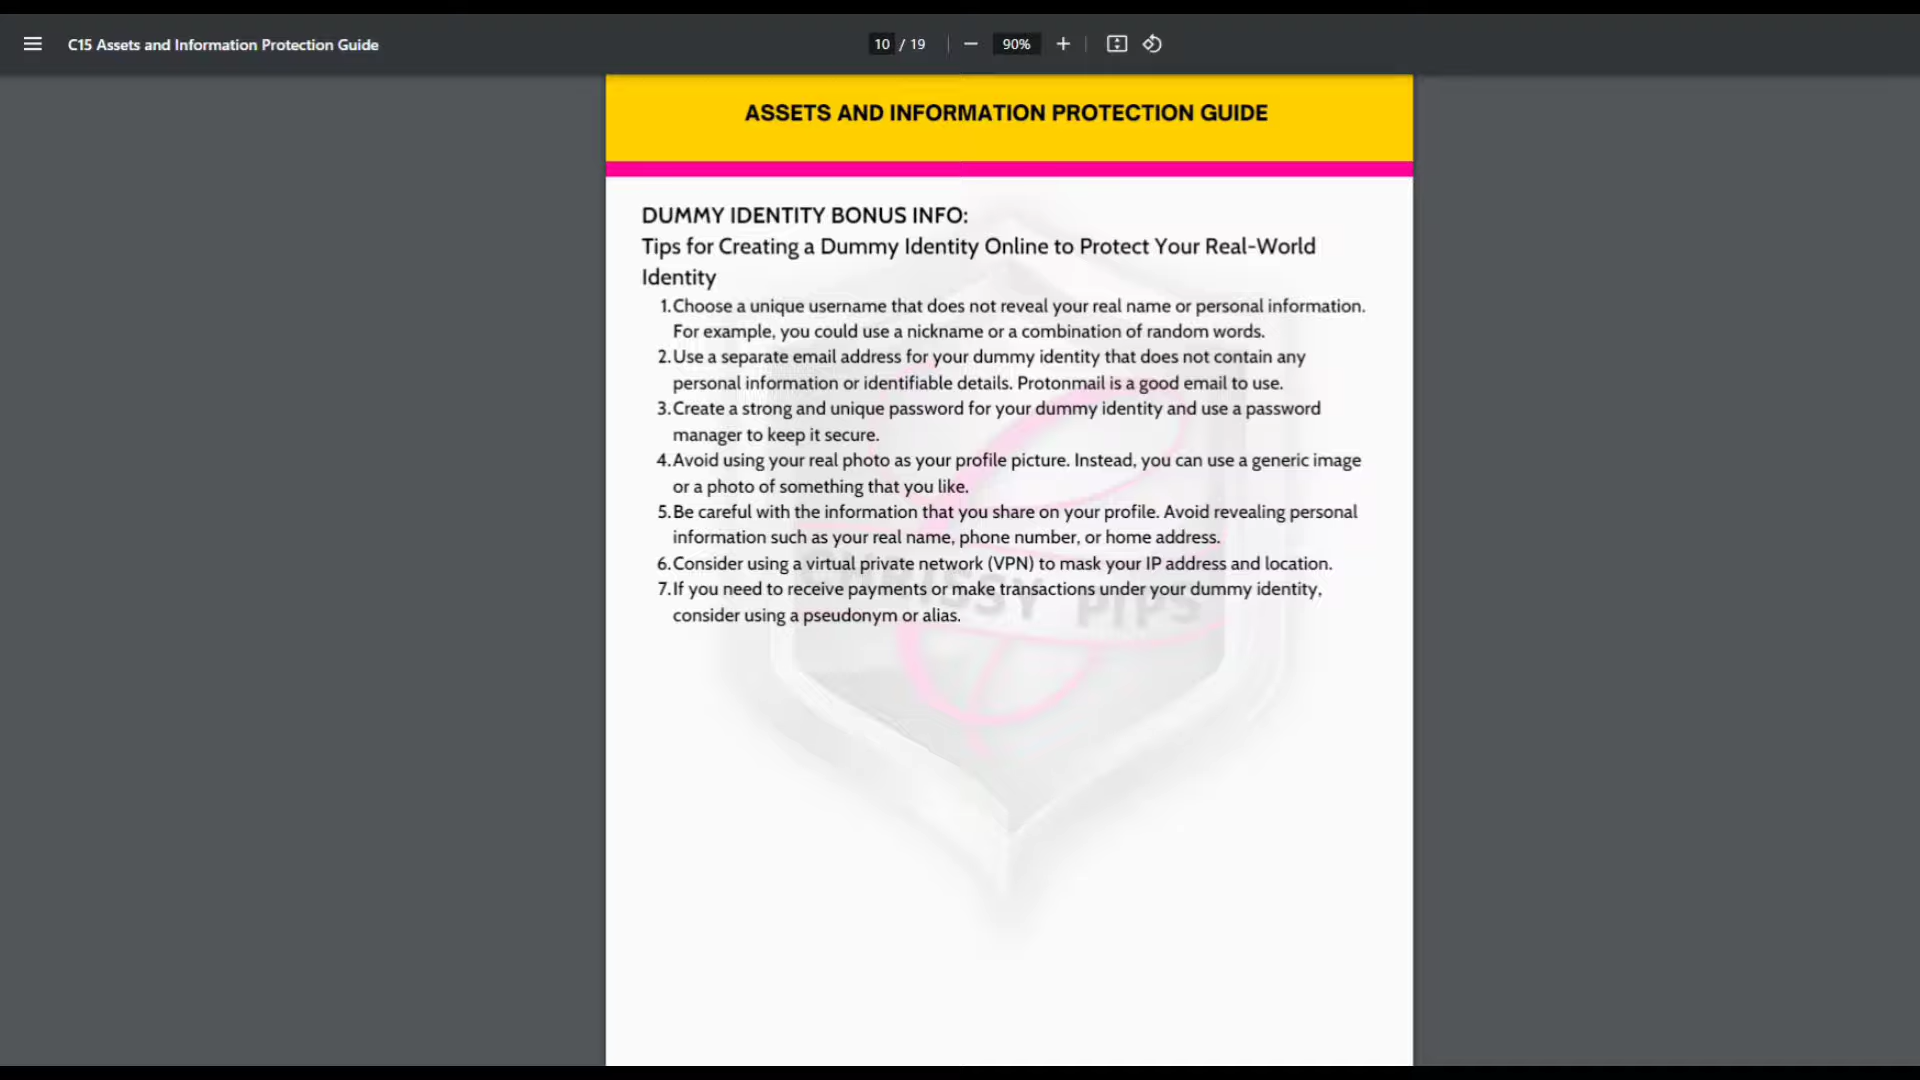 C15 Assets and Information Protection Guide
10 / 19
90%
ASSETS AND INFORMATION PROTECTION GUIDE
DUMMY IDENTITY BONUS INFO:
Tips for Creating a Dummy Identity Online to Protect Your Real-World
Identity
1.Choose a unique username that does not reveal your real name or personal information.
For example, you could use a nickname or a combination of random words.
2.Use a separate email address for your dummy identity that does not contain any
personal information or identifiable details. Protonmail is a good email to use.
3.Create a strong and unique password for your dummy identity and use a password
manager to keep it secure.
4.Avoid using your real photo as your profile picture. Instead, you can use a generic image
or a photo of something that you like.
5.Be careful with the information that you share on your profile. Avoid revealing personal
information such as your real name, phone number, or home address.
6.Consider using a virtual private network (VPN) to mask your IP address and location.
7.If you need to receive payments or make transactions under your dummy identity,
consider using a pseudonym or alias.
CHRISSY PIPS